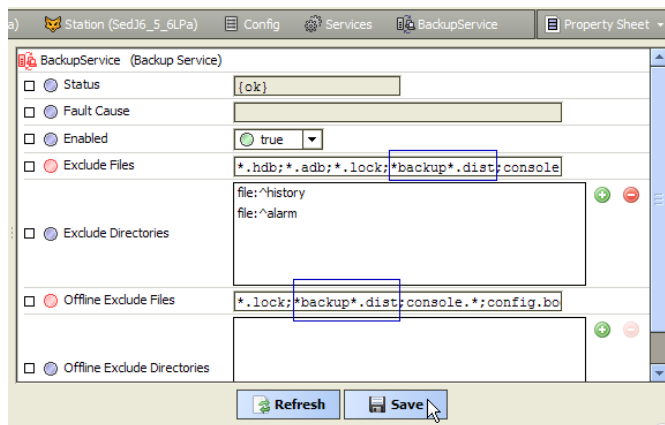 a) Station (SedJ6_5_6LPa) Config Services BackupService Property Sheet
BackupService (Backup Service)
Status {ok}
Fault Cause
Enabled true
Exclude Files *.hdb;*.adb;*.lock;*backup*.dist;console
file:^history
file:^alarm
Exclude Directories
Offline Exclude Files *.lock;*backup*.dist;console.*;config.bo
Offline Exclude Directories
Refresh Save